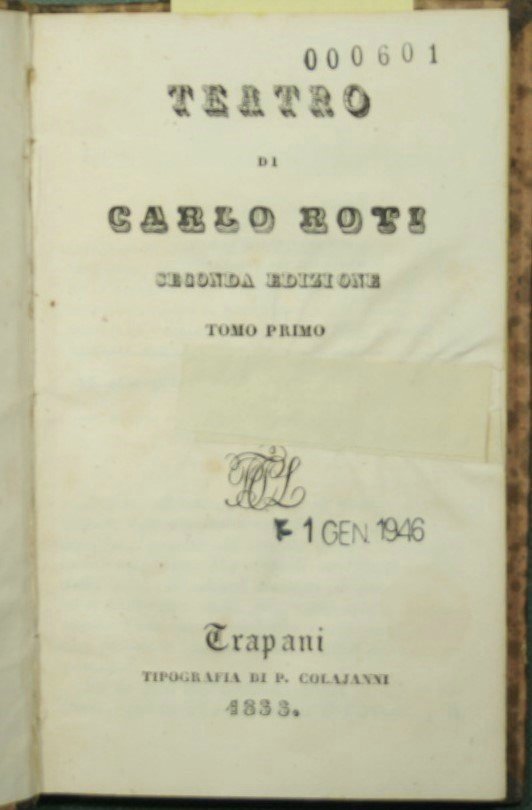 000601
TEATRO
DI
CARLO ROTI
SECONDA EDIZIONE
TOMO PRIMO
1 GEN. 1946
Trapani
TIPOGRAFIA DI P. COLAJANNI
1833.